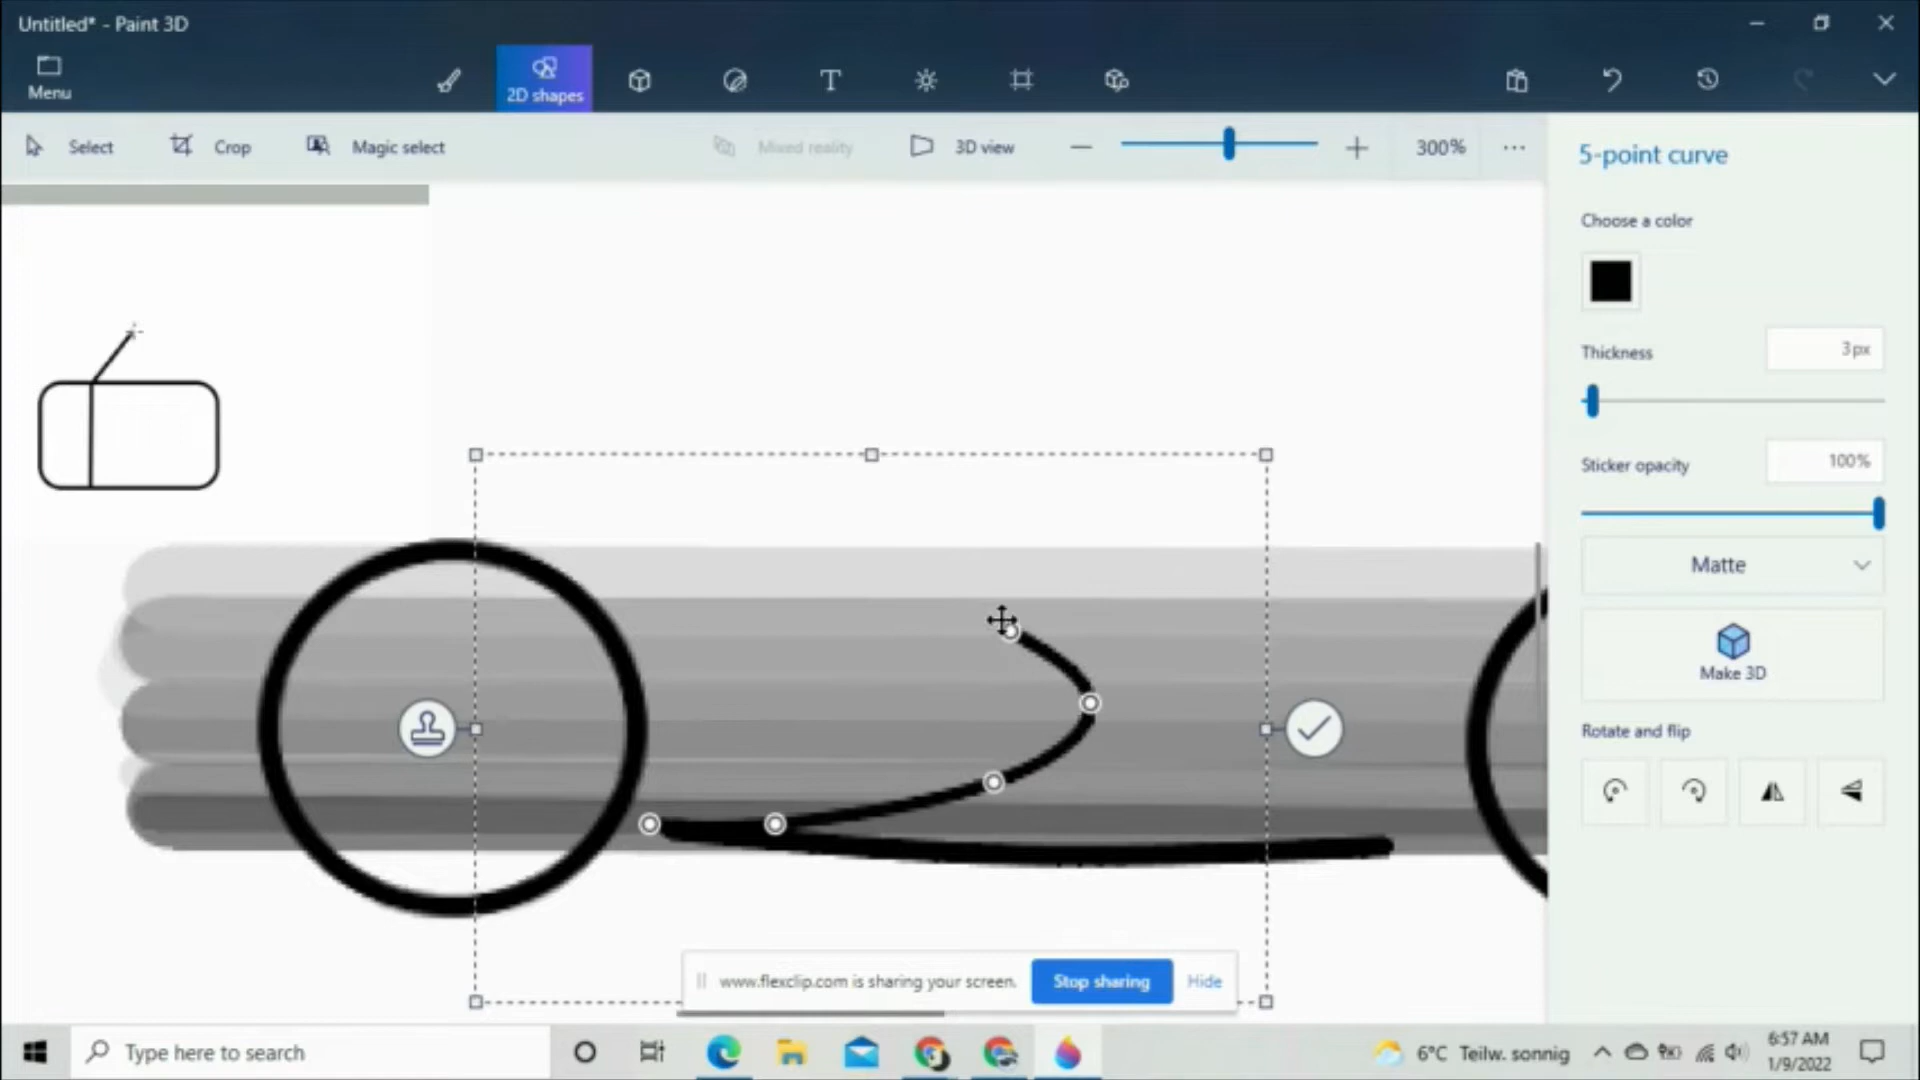 Untitled* - Paint 3D
Menu
2D shapes
Select
Crop
Magic select
Mixed reality
3D view
300%
5-point curve
Choose a color
Thickness
3px
Sticker opacity
100%
Matte
Make 3D
Rotate and flip
www.flexclip.com is sharing your screen.
Stop sharing
Hide
Type here to search
6°C Teilw. sonnig
6:57 AM
1/9/2022